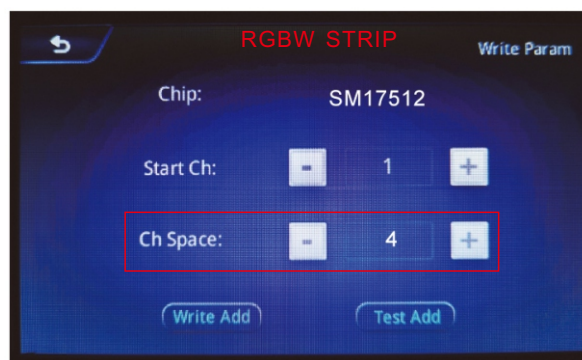 RGBW STRIP
Write Param
Chip: SM17512
Start Ch: - 1 +
Ch Space: - 4 +
Write Add Test Add